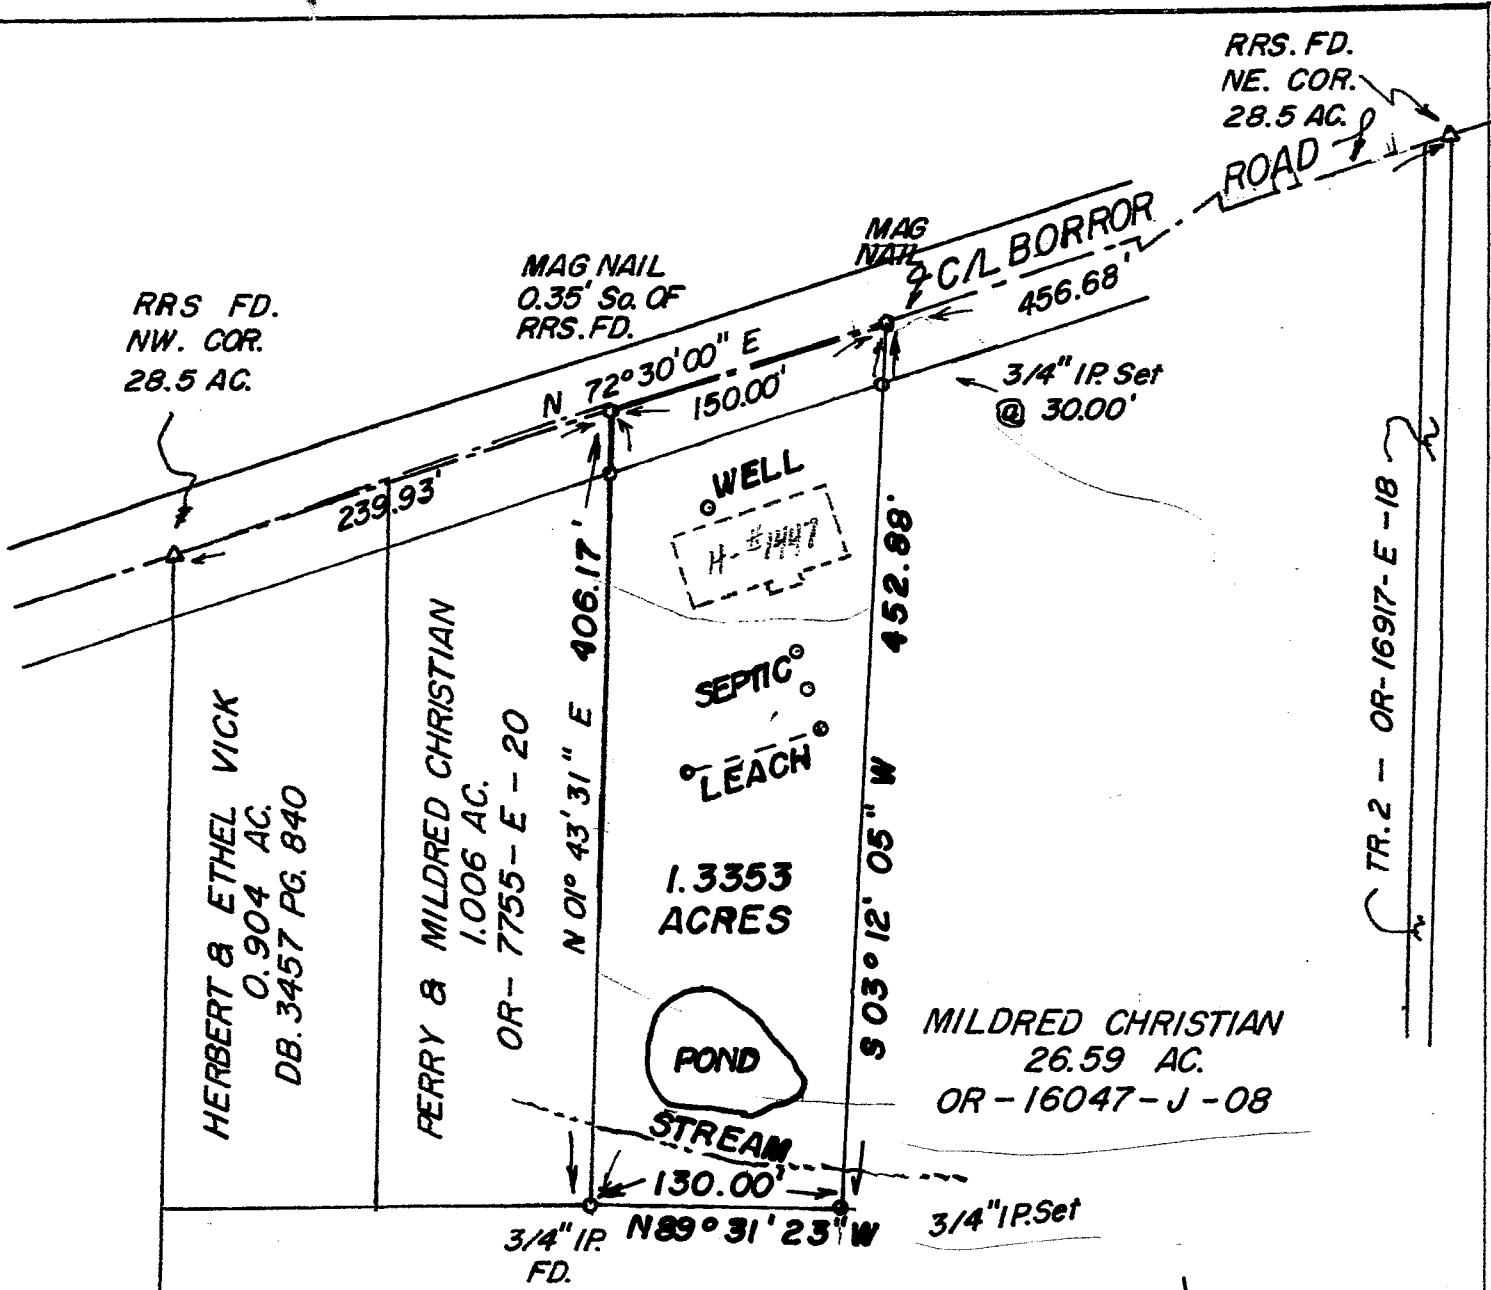 RRS. FD.
NE. COR.
28.5 AC.
ROAD
C/L BORROR
MAG
NAIL
456.68'
MAG NAIL
0.35' So. OF
RRS. FD.
RRS FD.
NW. COR.
28.5 AC.
N 72° 30' 00" E
150.00'
3/4" I.P. Set
@ 30.00'
239.93'
WELL
H-#1447
406.17'
N 01° 43' 31" E
452.88'
S 03° 12' 05" W
SEPTIC
LEACH
1.3353
ACRES
HERBERT & ETHEL VICK
0.904 AC.
DB. 3457 PG. 840
PERRY & MILDRED CHRISTIAN
1.006 AC.
OR - 7755 - E - 20
TR. 2 - OR-16917-E-18
MILDRED CHRISTIAN
26.59 AC.
OR - 16047 - J - 08
POND
STREAM
130.00'
N 89° 31' 23" W
3/4" I.P.
FD.
3/4" I.P. Set